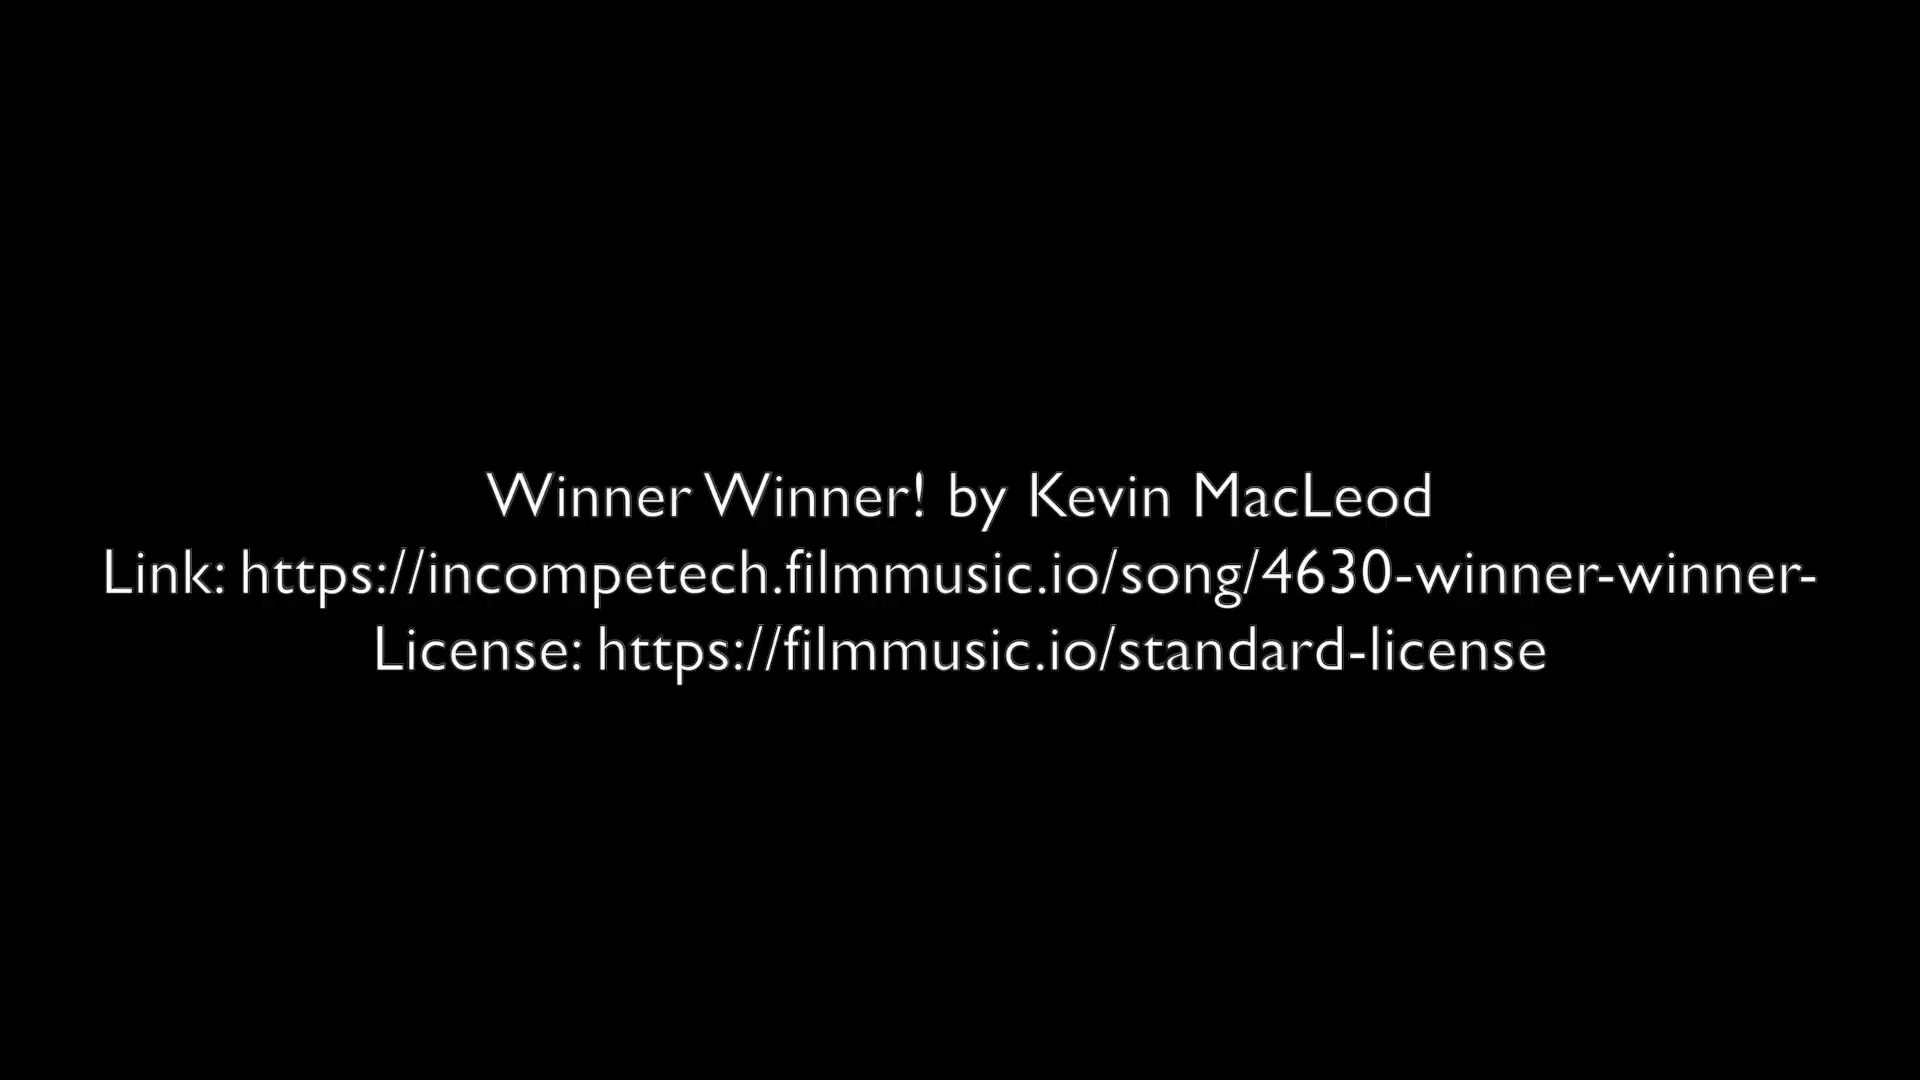 Winner Winner! by Kevin MacLeod
Link: https://incompetech.filmmusic.io/song/4630-winner-winner-
License: https://filmmusic.io/standard-license